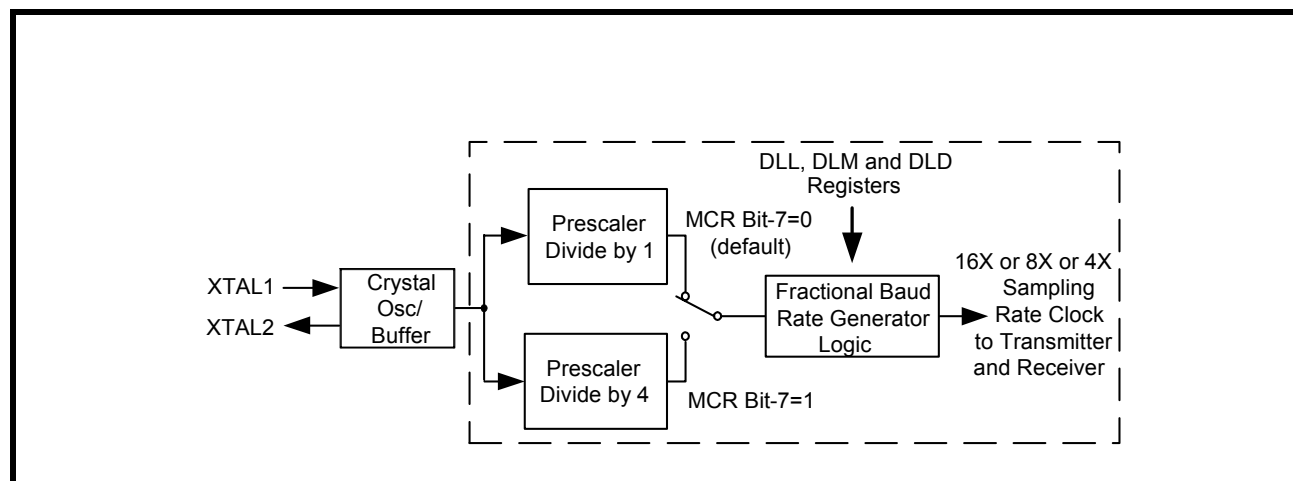 XTAL1
XTAL2
Crystal
Osc/
Buffer
Prescaler
Divide by 1
Prescaler
Divide by 4
MCR Bit-7=0
(default)
MCR Bit-7=1
DLL, DLM and DLD
Registers
Fractional Baud
Rate Generator
Logic
16X or 8X or 4X
Sampling
Rate Clock
to Transmitter
and Receiver